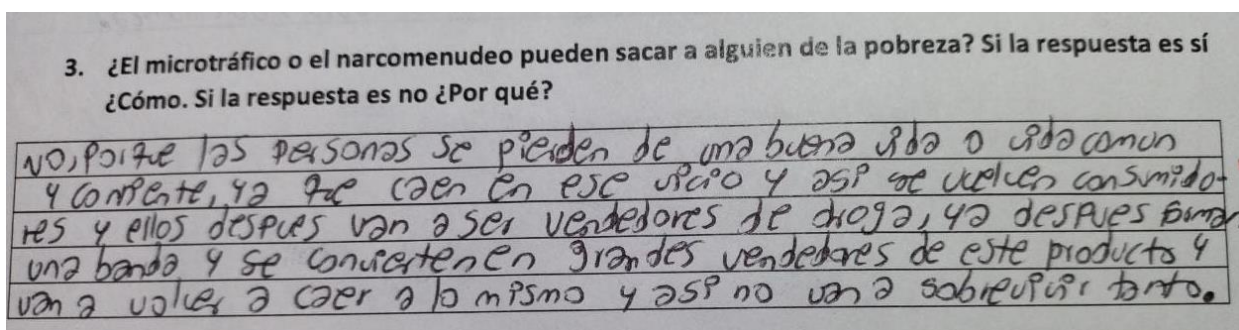 3. ¿El microtráfico o el narcomenudeo pueden sacar a alguien de la pobreza? Si la respuesta es sí
¿Cómo. Si la respuesta es no ¿Por qué?
NO, Porque las personas se pierden de una buena vida o vida comun
y corriente, ya que caen en ese vicio y asi se vuelven consumido-
res y ellos despues van a ser vendedores de droga, ya despues forman
una banda y se convierten en grandes vendedores de este producto y
van a volver a caer a lo mismo y asi no van a sobrevivir tanto.